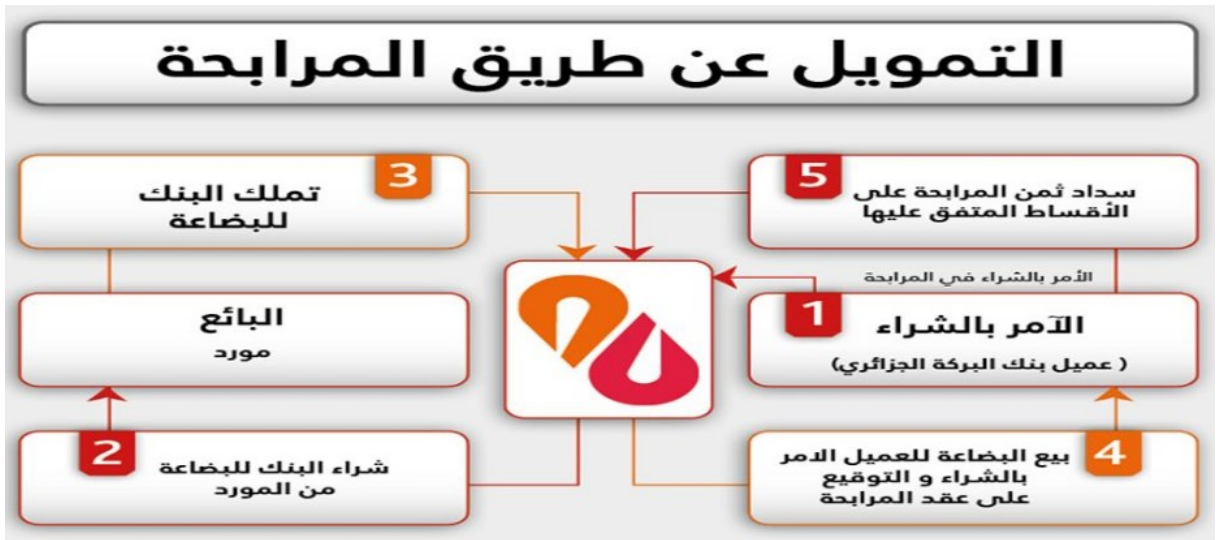 التمويل عن طريق المرابحة
5
سداد ثمن المرابحة على
الأقساط المتفق عليها
الأمر بالشراء في المرابحة
1
الآمر بالشراء
( عميل بنك البركة الجزائري)
4
بيع البضاعة للعميل الامر
بالشراء و التوقيع
على عقد المرابحة
3
تملك البنك
للبضاعة
البائع
مورد
2
شراء البنك للبضاعة
من المورد